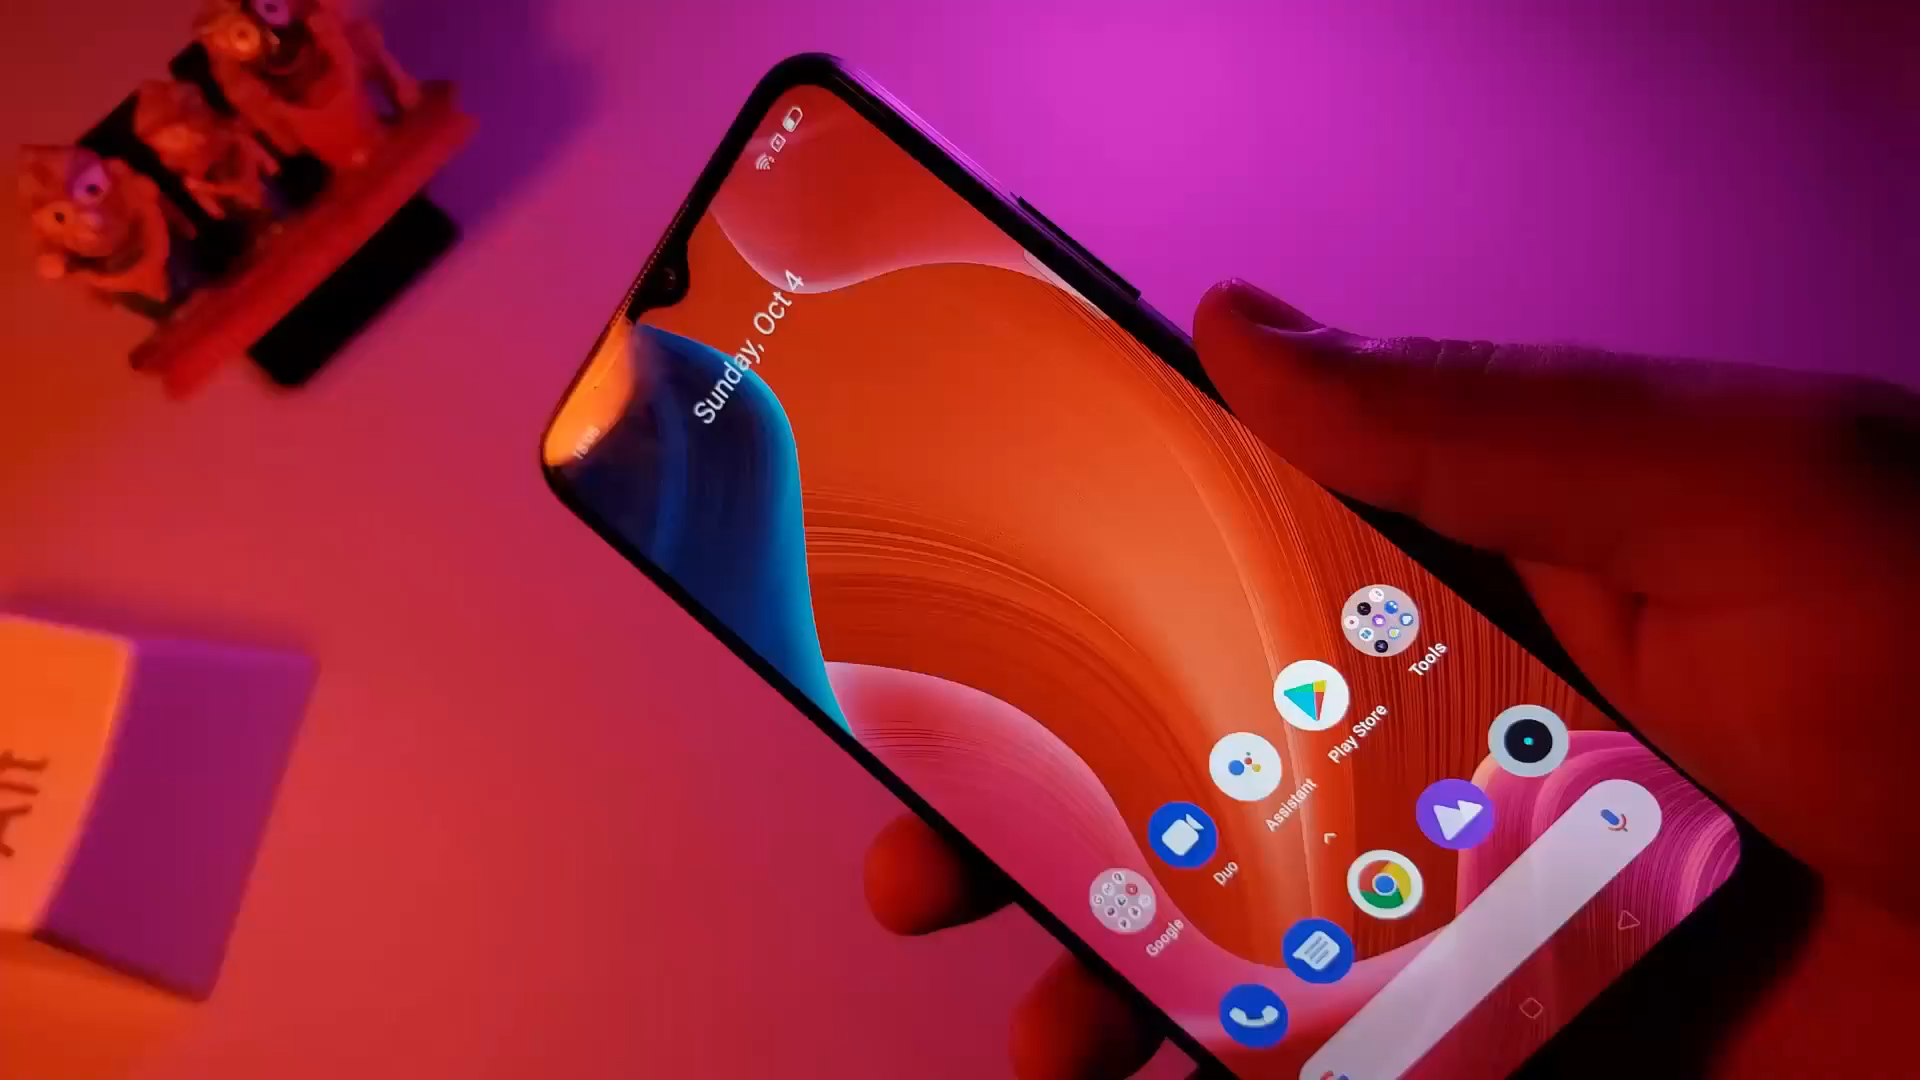 Sunday, Oct 4
Tools
Play Store
Assistant
Duo
Google